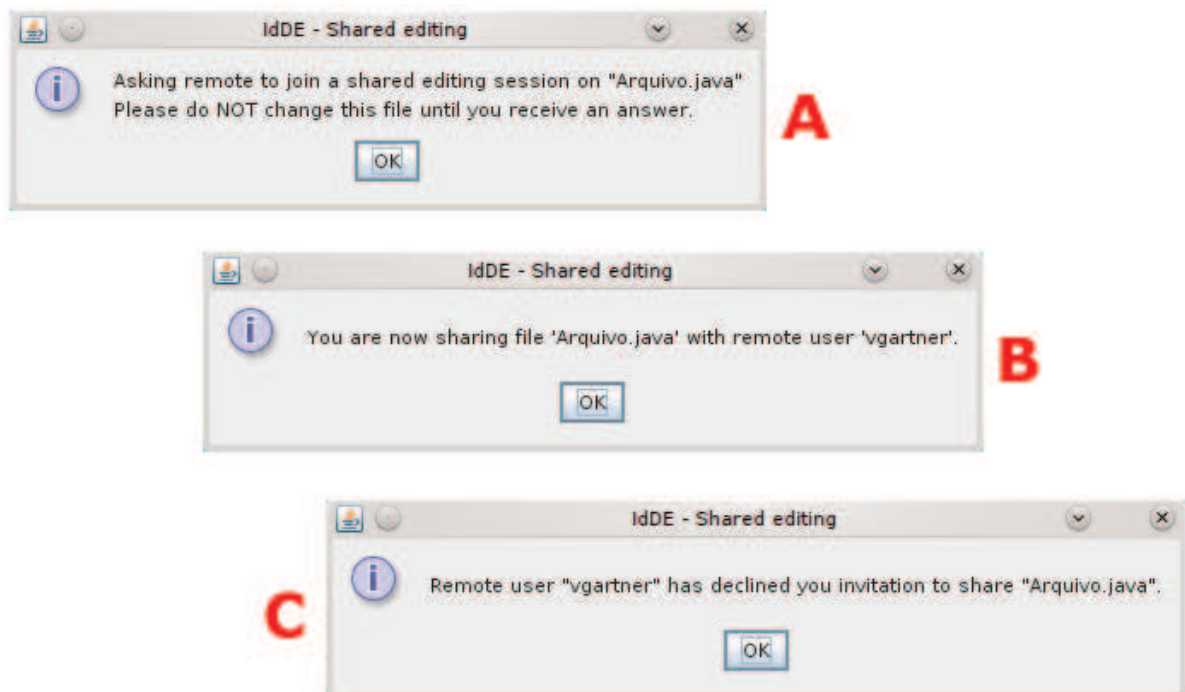 IdDE - Shared editing
Asking remote to join a shared editing session on "Arquivo.java"
Please do NOT change this file until you receive an answer.
OK
A
IdDE - Shared editing
You are now sharing file 'Arquivo.java' with remote user 'vgartner'.
OK
B
IdDE - Shared editing
Remote user "vgartner" has declined you invitation to share "Arquivo.java".
OK
C